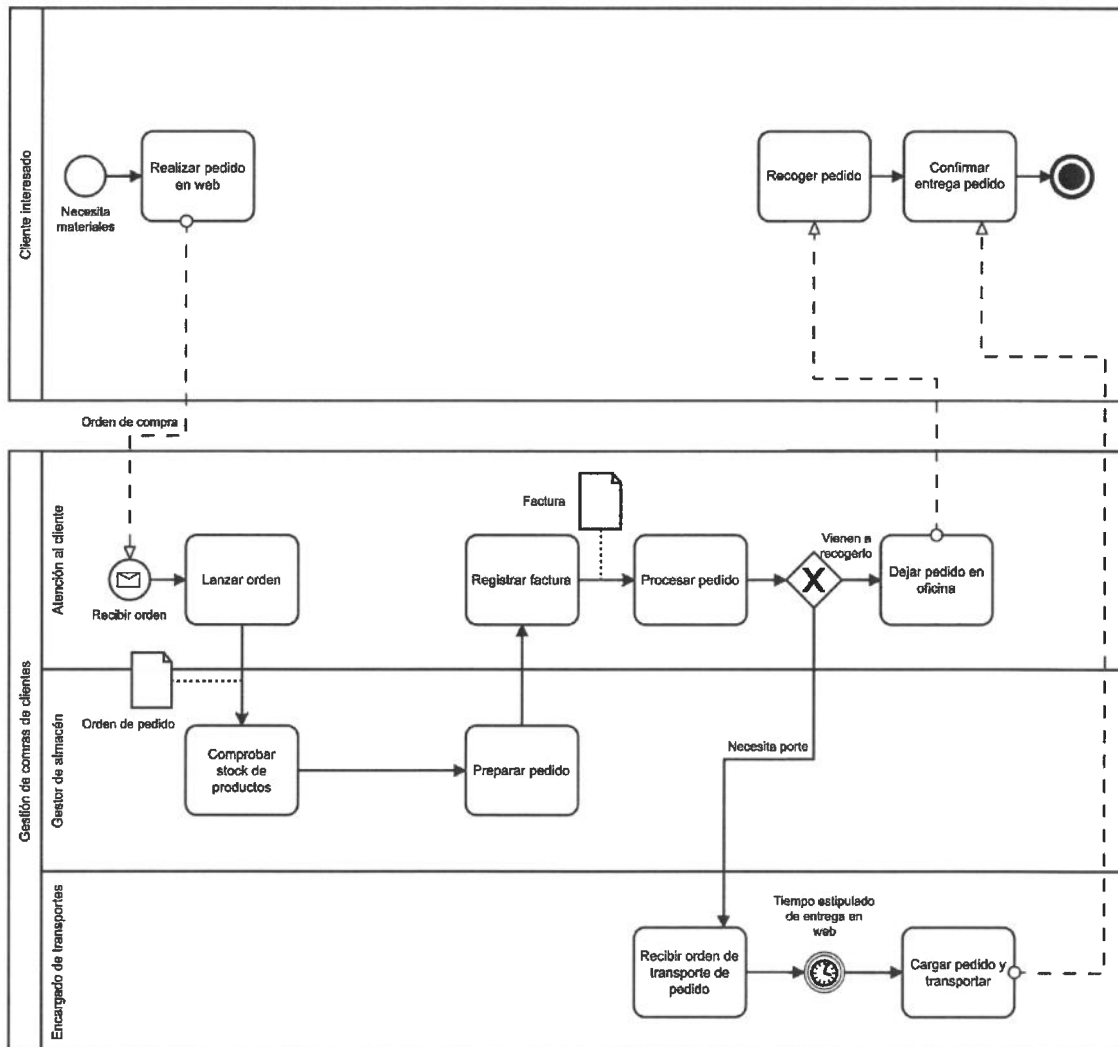 Cliente interesado
Necesita
materiales
Realizar pedido
en web
Recoger pedido
Confirmar
entrega pedido
Orden de compra
Gestión de comras de clientes
Atención al cliente
Recibir orden
Lanzar orden
Registrar factura
Factura
Procesar pedido
X
Vienen a
recogerlo
Dejar pedido en
oficina
Gestor de almacén
Orden de pedido
Comprobar
stock de
productos
Preparar pedido
Necesita porte
Encargado de transportes
Recibir orden de
transporte de
pedido
Tiempo estipulado
de entrega en
web
Cargar pedido y
transportar